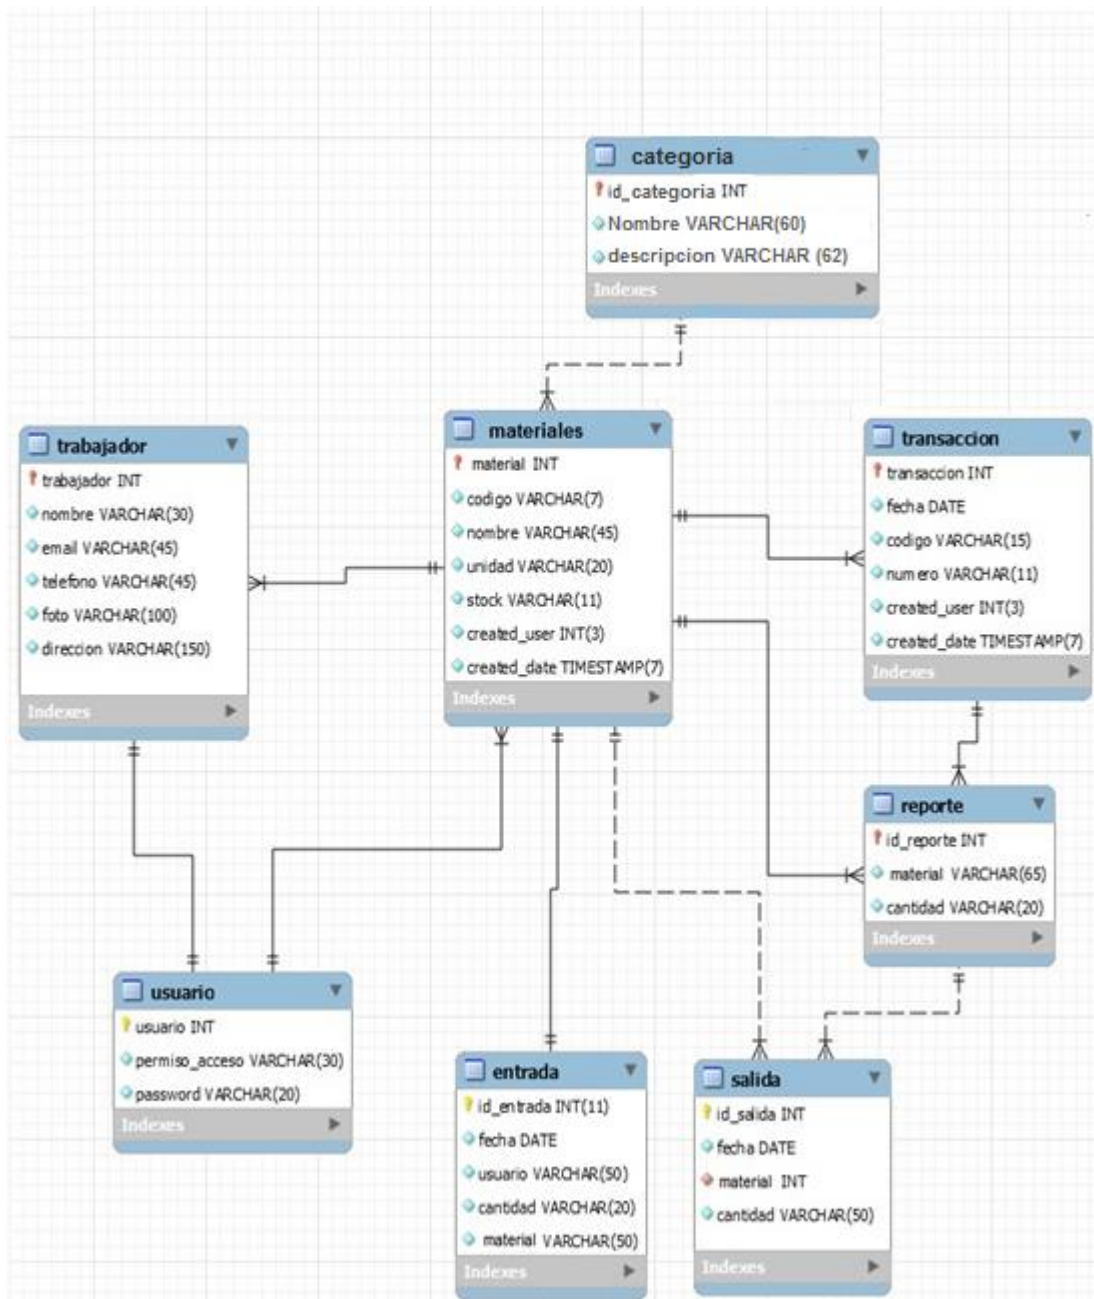 categoria
id_categoria INT
Nombre VARCHAR(60)
descripcion VARCHAR (62)
Indexes
trabajador
trabajador INT
nombre VARCHAR(30)
email VARCHAR(45)
telefono VARCHAR(45)
foto VARCHAR(100)
direccion VARCHAR(150)
Indexes
materiales
material INT
codigo VARCHAR(7)
nombre VARCHAR(45)
unidad VARCHAR(20)
stock VARCHAR(11)
created_user INT(3)
created_date TIMESTAMP(7)
Indexes
transaccion
transaccion INT
fecha DATE
codigo VARCHAR(15)
numero VARCHAR(11)
created_user INT(3)
created_date TIMESTAMP(7)
Indexes
reporte
id_reporte INT
material VARCHAR(65)
cantidad VARCHAR(20)
Indexes
usuario
usuario INT
permiso_acceso VARCHAR(30)
password VARCHAR(20)
Indexes
entrada
id_entrada INT(11)
fecha DATE
usuario VARCHAR(50)
cantidad VARCHAR(20)
material VARCHAR(50)
Indexes
salida
id_salida INT
fecha DATE
material INT
cantidad VARCHAR(50)
Indexes